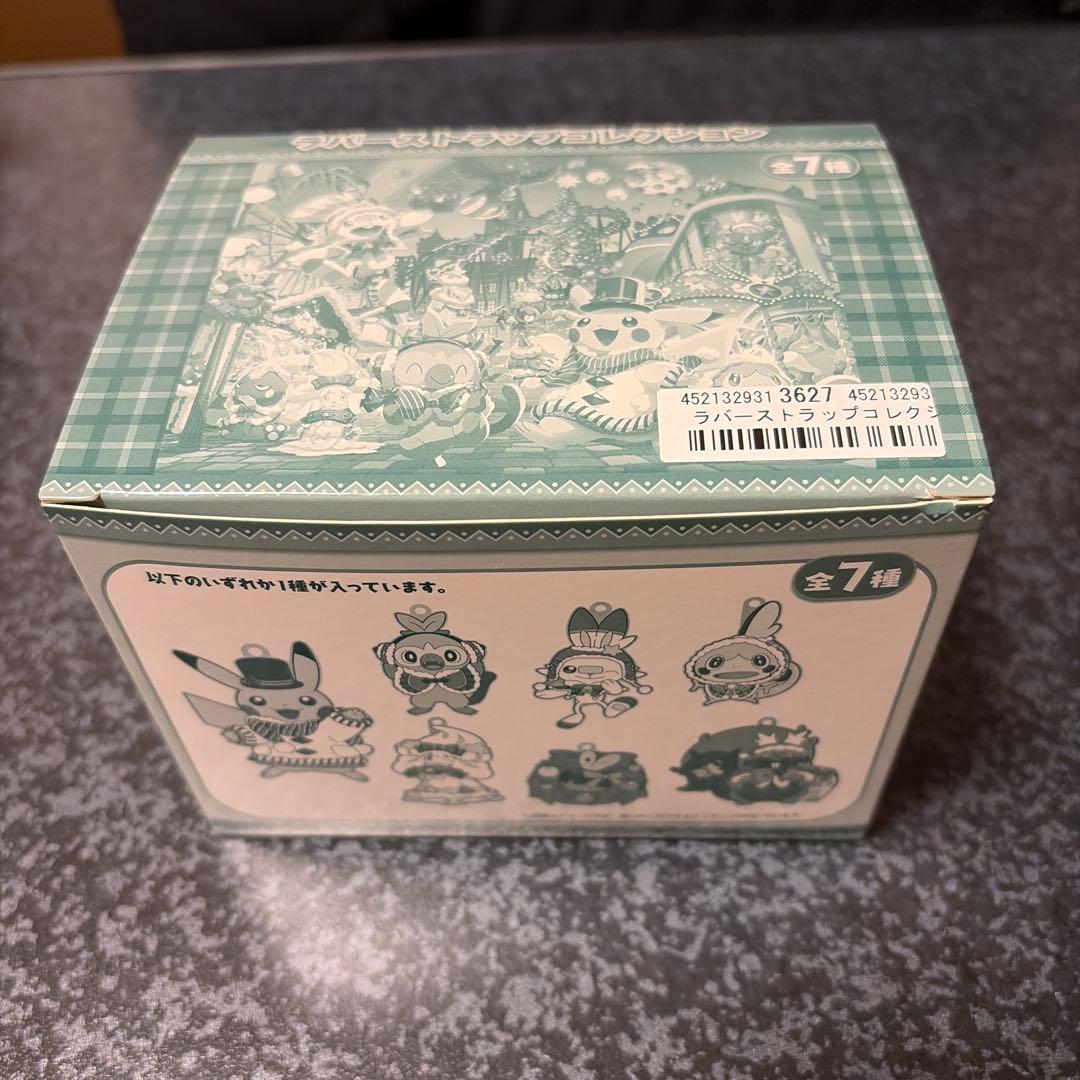 ラバーストラップコレクション
全7種
452132931 3627 45213293
ラバーストラップコレクシ
以下のいずれか1種が入っています。
全7種